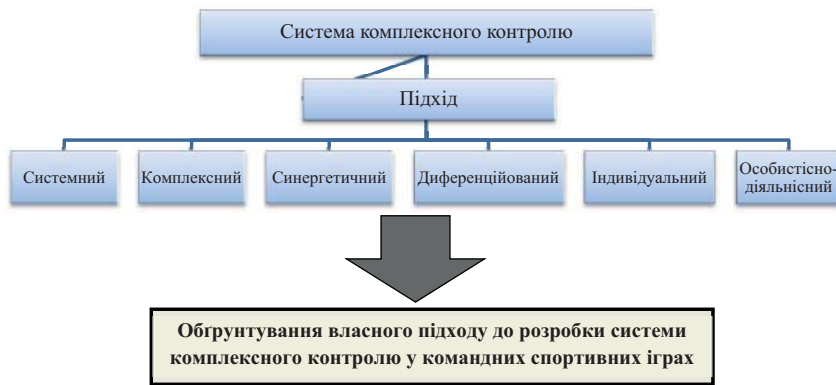 Система комплексного контролю
Підхід
Системний
Комплексний
Синергетичний
Диференційований
Індивідуальний
Особистісно-
діяльнісний
Обґрунтування власного підходу до розробки системи
комплексного контролю у командних спортивних іграх